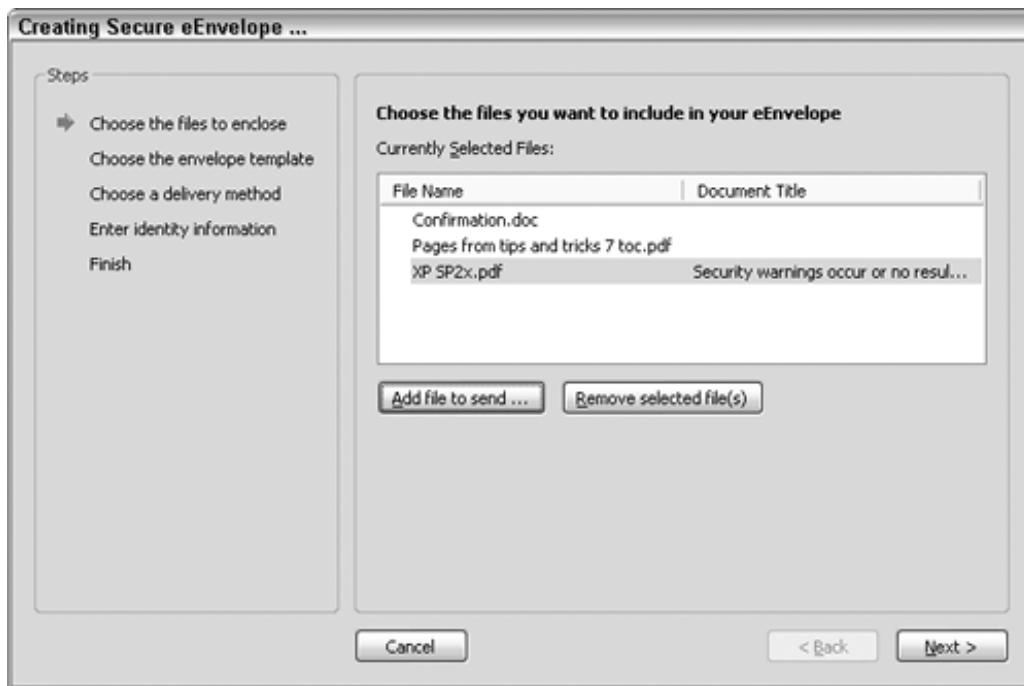 Creating Secure eEnvelope ...
Steps
Choose the files to enclose
Choose the envelope template
Choose a delivery method
Enter identity information
Finish
Choose the files you want to include in your eEnvelope
Currently Selected Files:
File Name Document Title
Confirmation.doc
Pages from tips and tricks 7 toc.pdf
XP SP2x.pdf Security warnings occur or no resul...
Add file to send ... Remove selected file(s)
Cancel < Back Next >